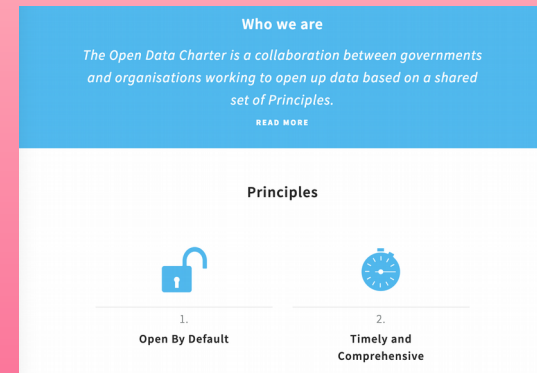 Who we are
The Open Data Charter is a collaboration between governments
and organisations working to open up data based on a shared
set of Principles.
READ MORE
Principles
1.
Open By Default
2.
Timely and
Comprehensive